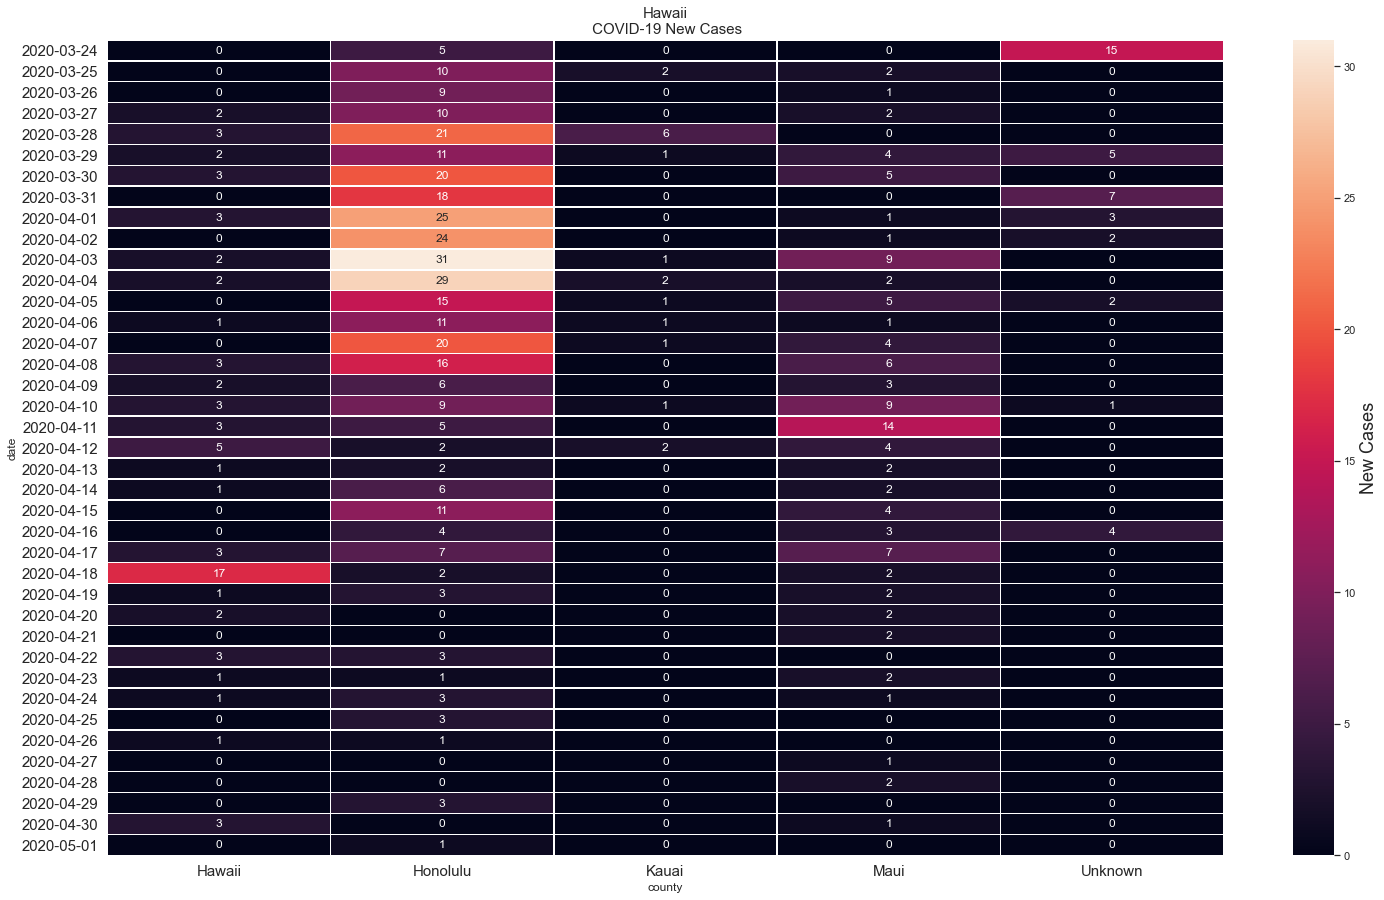 Hawaii
COVID-19 New Cases
2020-03-24 0 5 0 0 15
2020-03-25 0 10 2 2 0
2020-03-26 0 9 0 1 0
2020-03-27 2 10 0 2 0
2020-03-28 3 21 6 0 0
2020-03-29 2 11 1 4 5
2020-03-30 3 20 0 5 0
2020-03-31 0 18 0 0 7
2020-04-01 3 25 0 1 3
2020-04-02 0 24 0 1 2
2020-04-03 2 31 1 9 0
2020-04-04 2 29 2 2 0
2020-04-05 0 15 1 5 2
2020-04-06 1 11 1 1 0
2020-04-07 0 20 1 4 0
2020-04-08 3 16 0 6 0
2020-04-09 2 6 0 3 0
2020-04-10 3 9 1 9 1
2020-04-11 3 5 0 14 0
2020-04-12 5 2 2 4 0
2020-04-13 1 2 0 2 0
2020-04-14 1 6 0 2 0
2020-04-15 0 11 0 4 0
2020-04-16 0 4 0 3 4
2020-04-17 3 7 0 7 0
2020-04-18 17 2 0 2 0
2020-04-19 1 3 0 2 0
2020-04-20 2 0 0 2 0
2020-04-21 0 0 0 2 0
2020-04-22 3 3 0 0 0
2020-04-23 1 1 0 2 0
2020-04-24 1 3 0 1 0
2020-04-25 0 3 0 0 0
2020-04-26 1 1 0 0 0
2020-04-27 0 0 0 1 0
2020-04-28 0 0 0 2 0
2020-04-29 0 3 0 0 0
2020-04-30 3 0 0 1 0
2020-05-01 0 1 0 0 0
Hawaii Honolulu Kauai Maui Unknown
county
date
30
25
20
15
10
5
0
New Cases